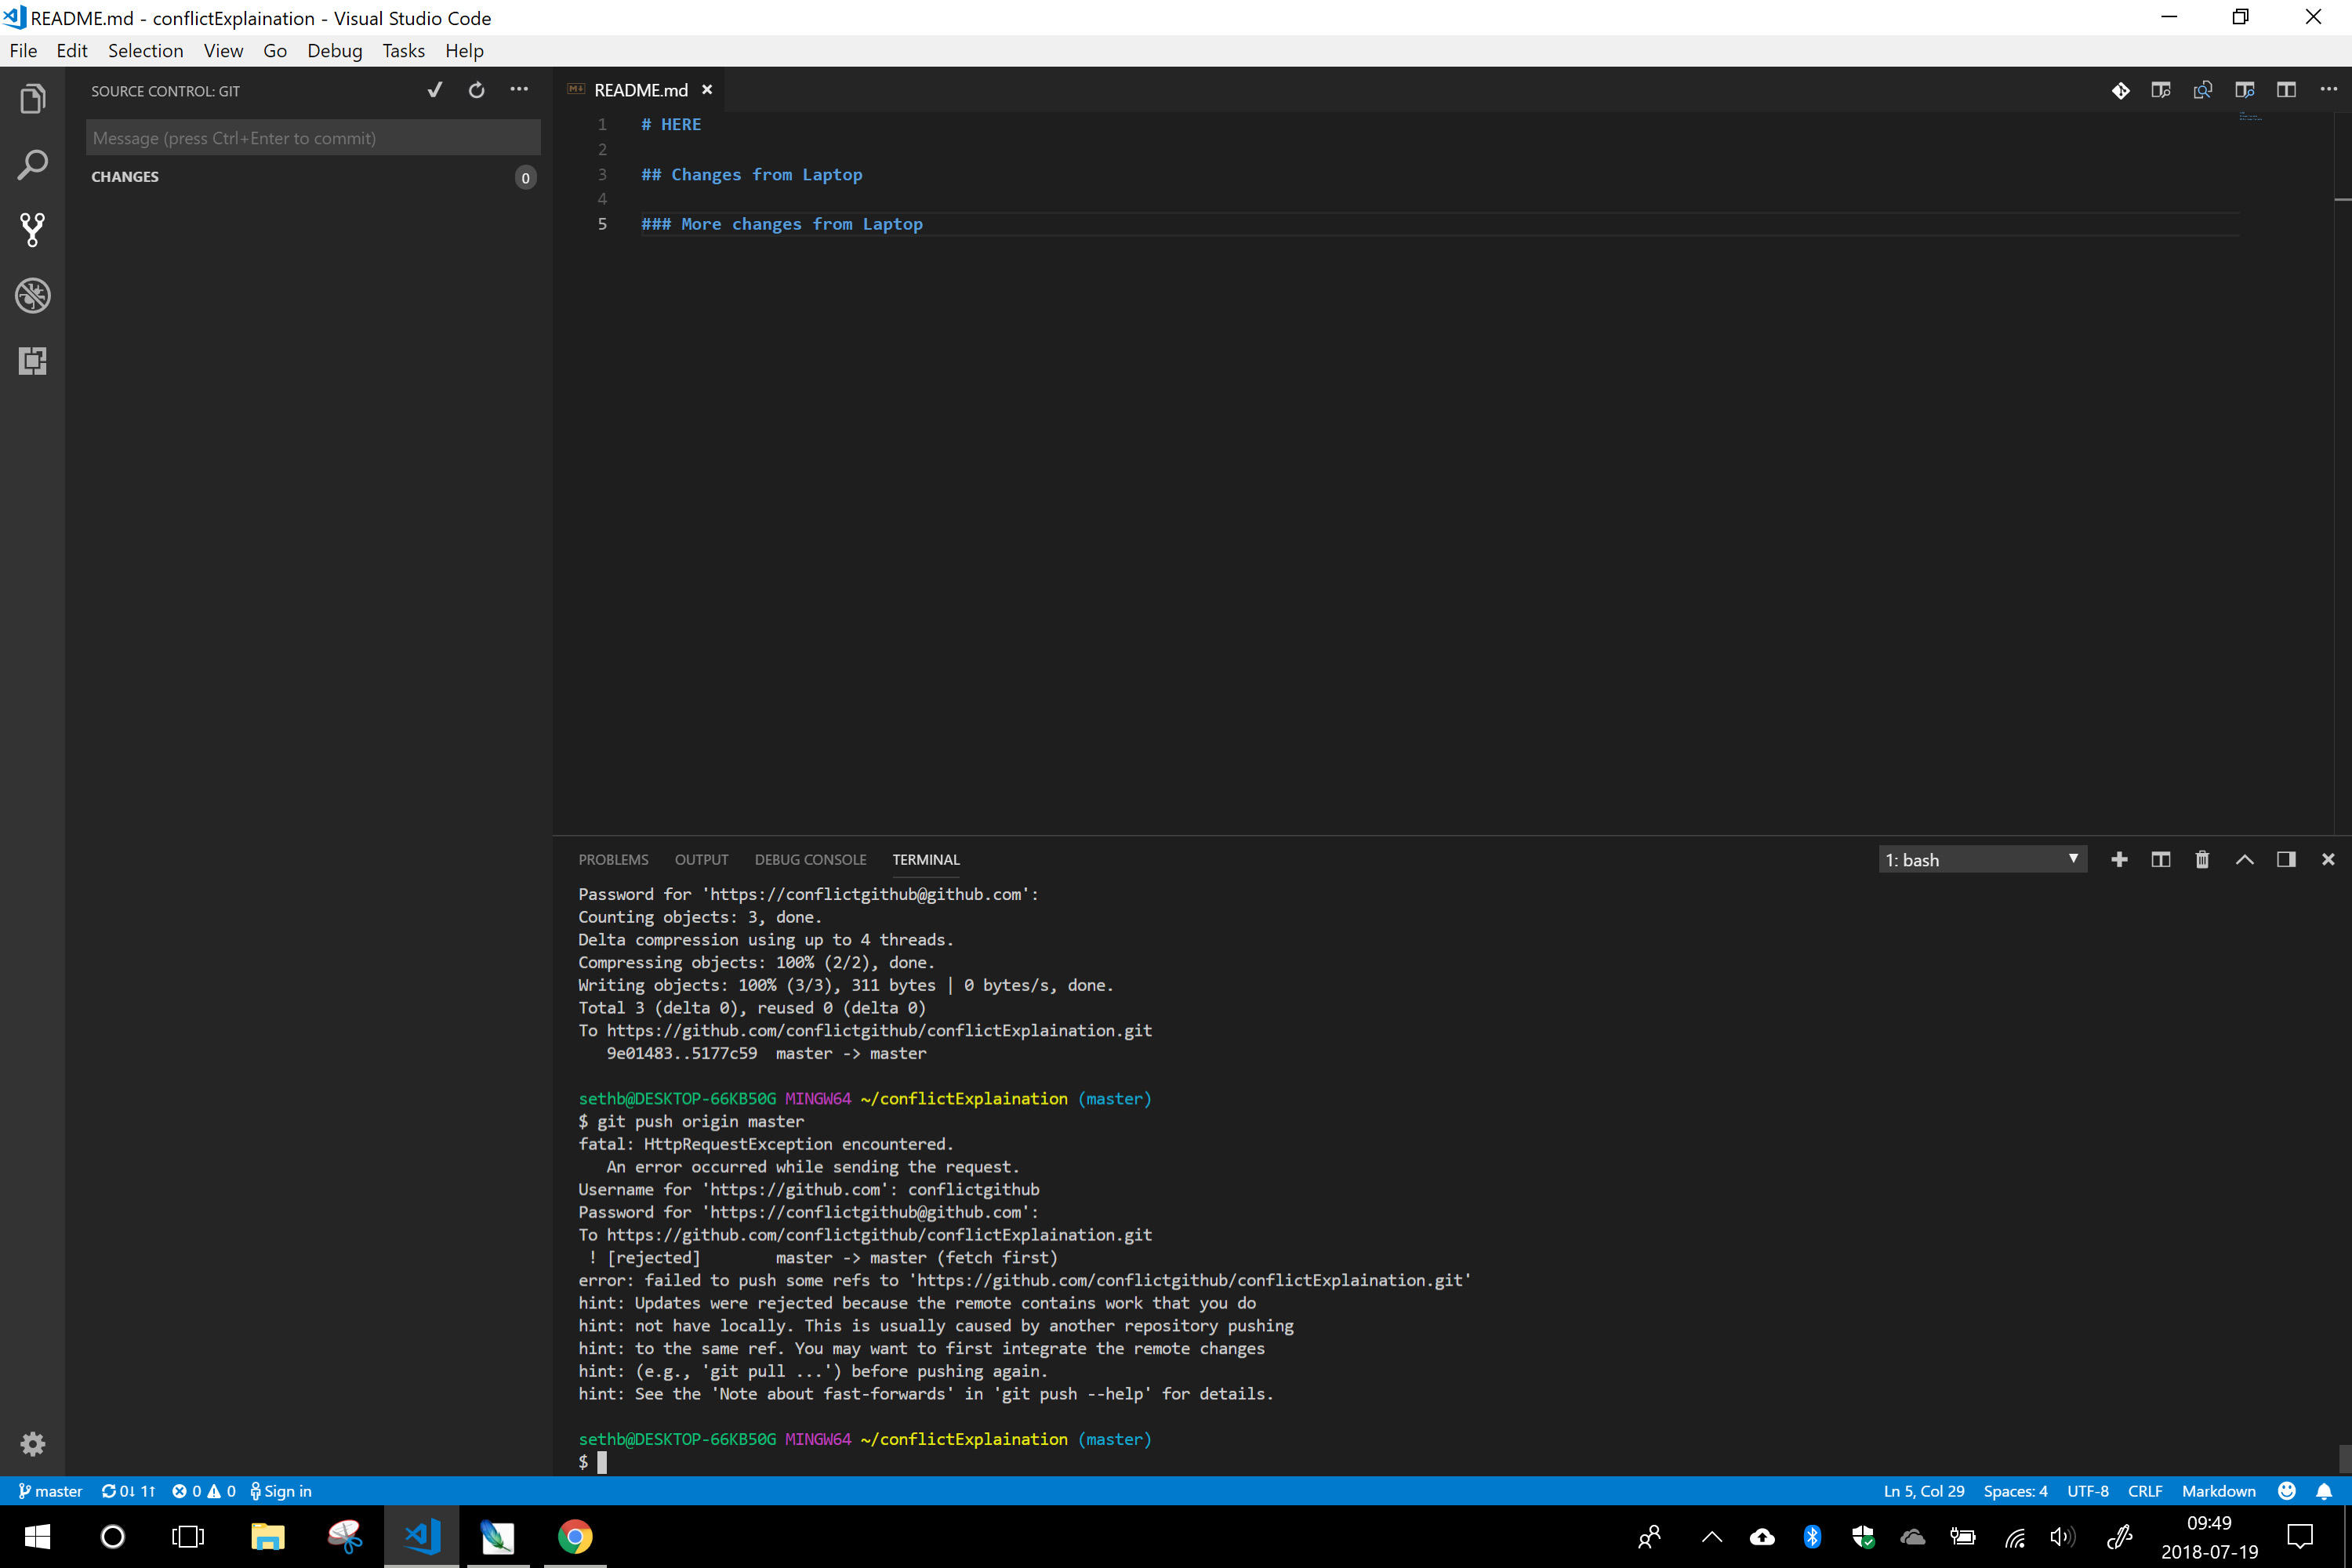 README.md - conflictExplaination - Visual Studio Code
File Edit Selection View Go Debug Tasks Help
SOURCE CONTROL: GIT
Message (press Ctrl+Enter to commit)
CHANGES 0
README.md
1 # HERE
2
3 ## Changes from Laptop
4
5 ### More changes from Laptop
PROBLEMS OUTPUT DEBUG CONSOLE TERMINAL 1: bash
Password for 'https://conflictgithub@github.com':
Counting objects: 3, done.
Delta compression using up to 4 threads.
Compressing objects: 100% (2/2), done.
Writing objects: 100% (3/3), 311 bytes | 0 bytes/s, done.
Total 3 (delta 0), reused 0 (delta 0)
To https://github.com/conflictgithub/conflictExplaination.git
9e01483..5177c59 master -> master
sethb@DESKTOP-66KB50G MINGW64 ~/conflictExplaination (master)
$ git push origin master
fatal: HttpRequestException encountered.
An error occurred while sending the request.
Username for 'https://github.com': conflictgithub
Password for 'https://conflictgithub@github.com':
To https://github.com/conflictgithub/conflictExplaination.git
! [rejected] master -> master (fetch first)
error: failed to push some refs to 'https://github.com/conflictgithub/conflictExplaination.git'
hint: Updates were rejected because the remote contains work that you do
hint: not have locally. This is usually caused by another repository pushing
hint: to the same ref. You may want to first integrate the remote changes
hint: (e.g., 'git pull ...') before pushing again.
hint: See the 'Note about fast-forwards' in 'git push --help' for details.
sethb@DESKTOP-66KB50G MINGW64 ~/conflictExplaination (master)
$
master 0↓ 1↑ 0 0 Sign in Ln 5, Col 29 Spaces: 4 UTF-8 CRLF Markdown
09:49
2018-07-19